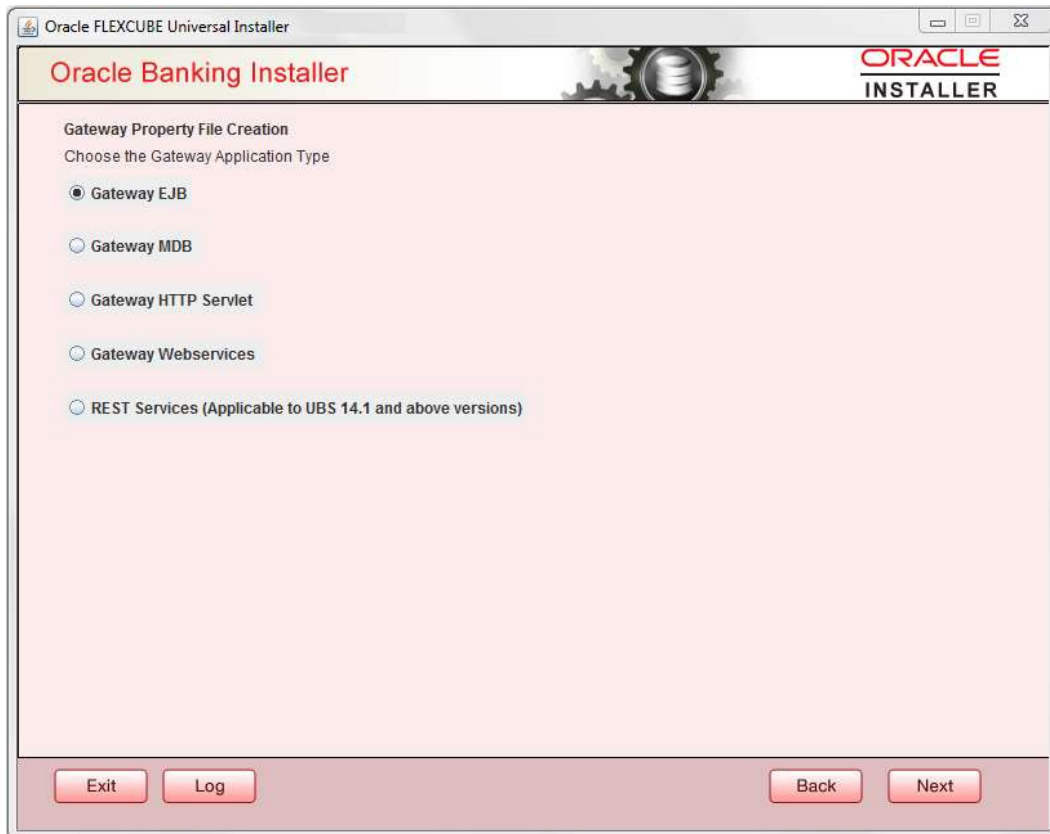 Oracle FLEXCUBE Universal Installer
Oracle Banking Installer
ORACLE
INSTALLER
Gateway Property File Creation
Choose the Gateway Application Type
Gateway EJB
Gateway MDB
Gateway HTTP Servlet
Gateway Webservices
REST Services (Applicable to UBS 14.1 and above versions)
Exit Log Back Next